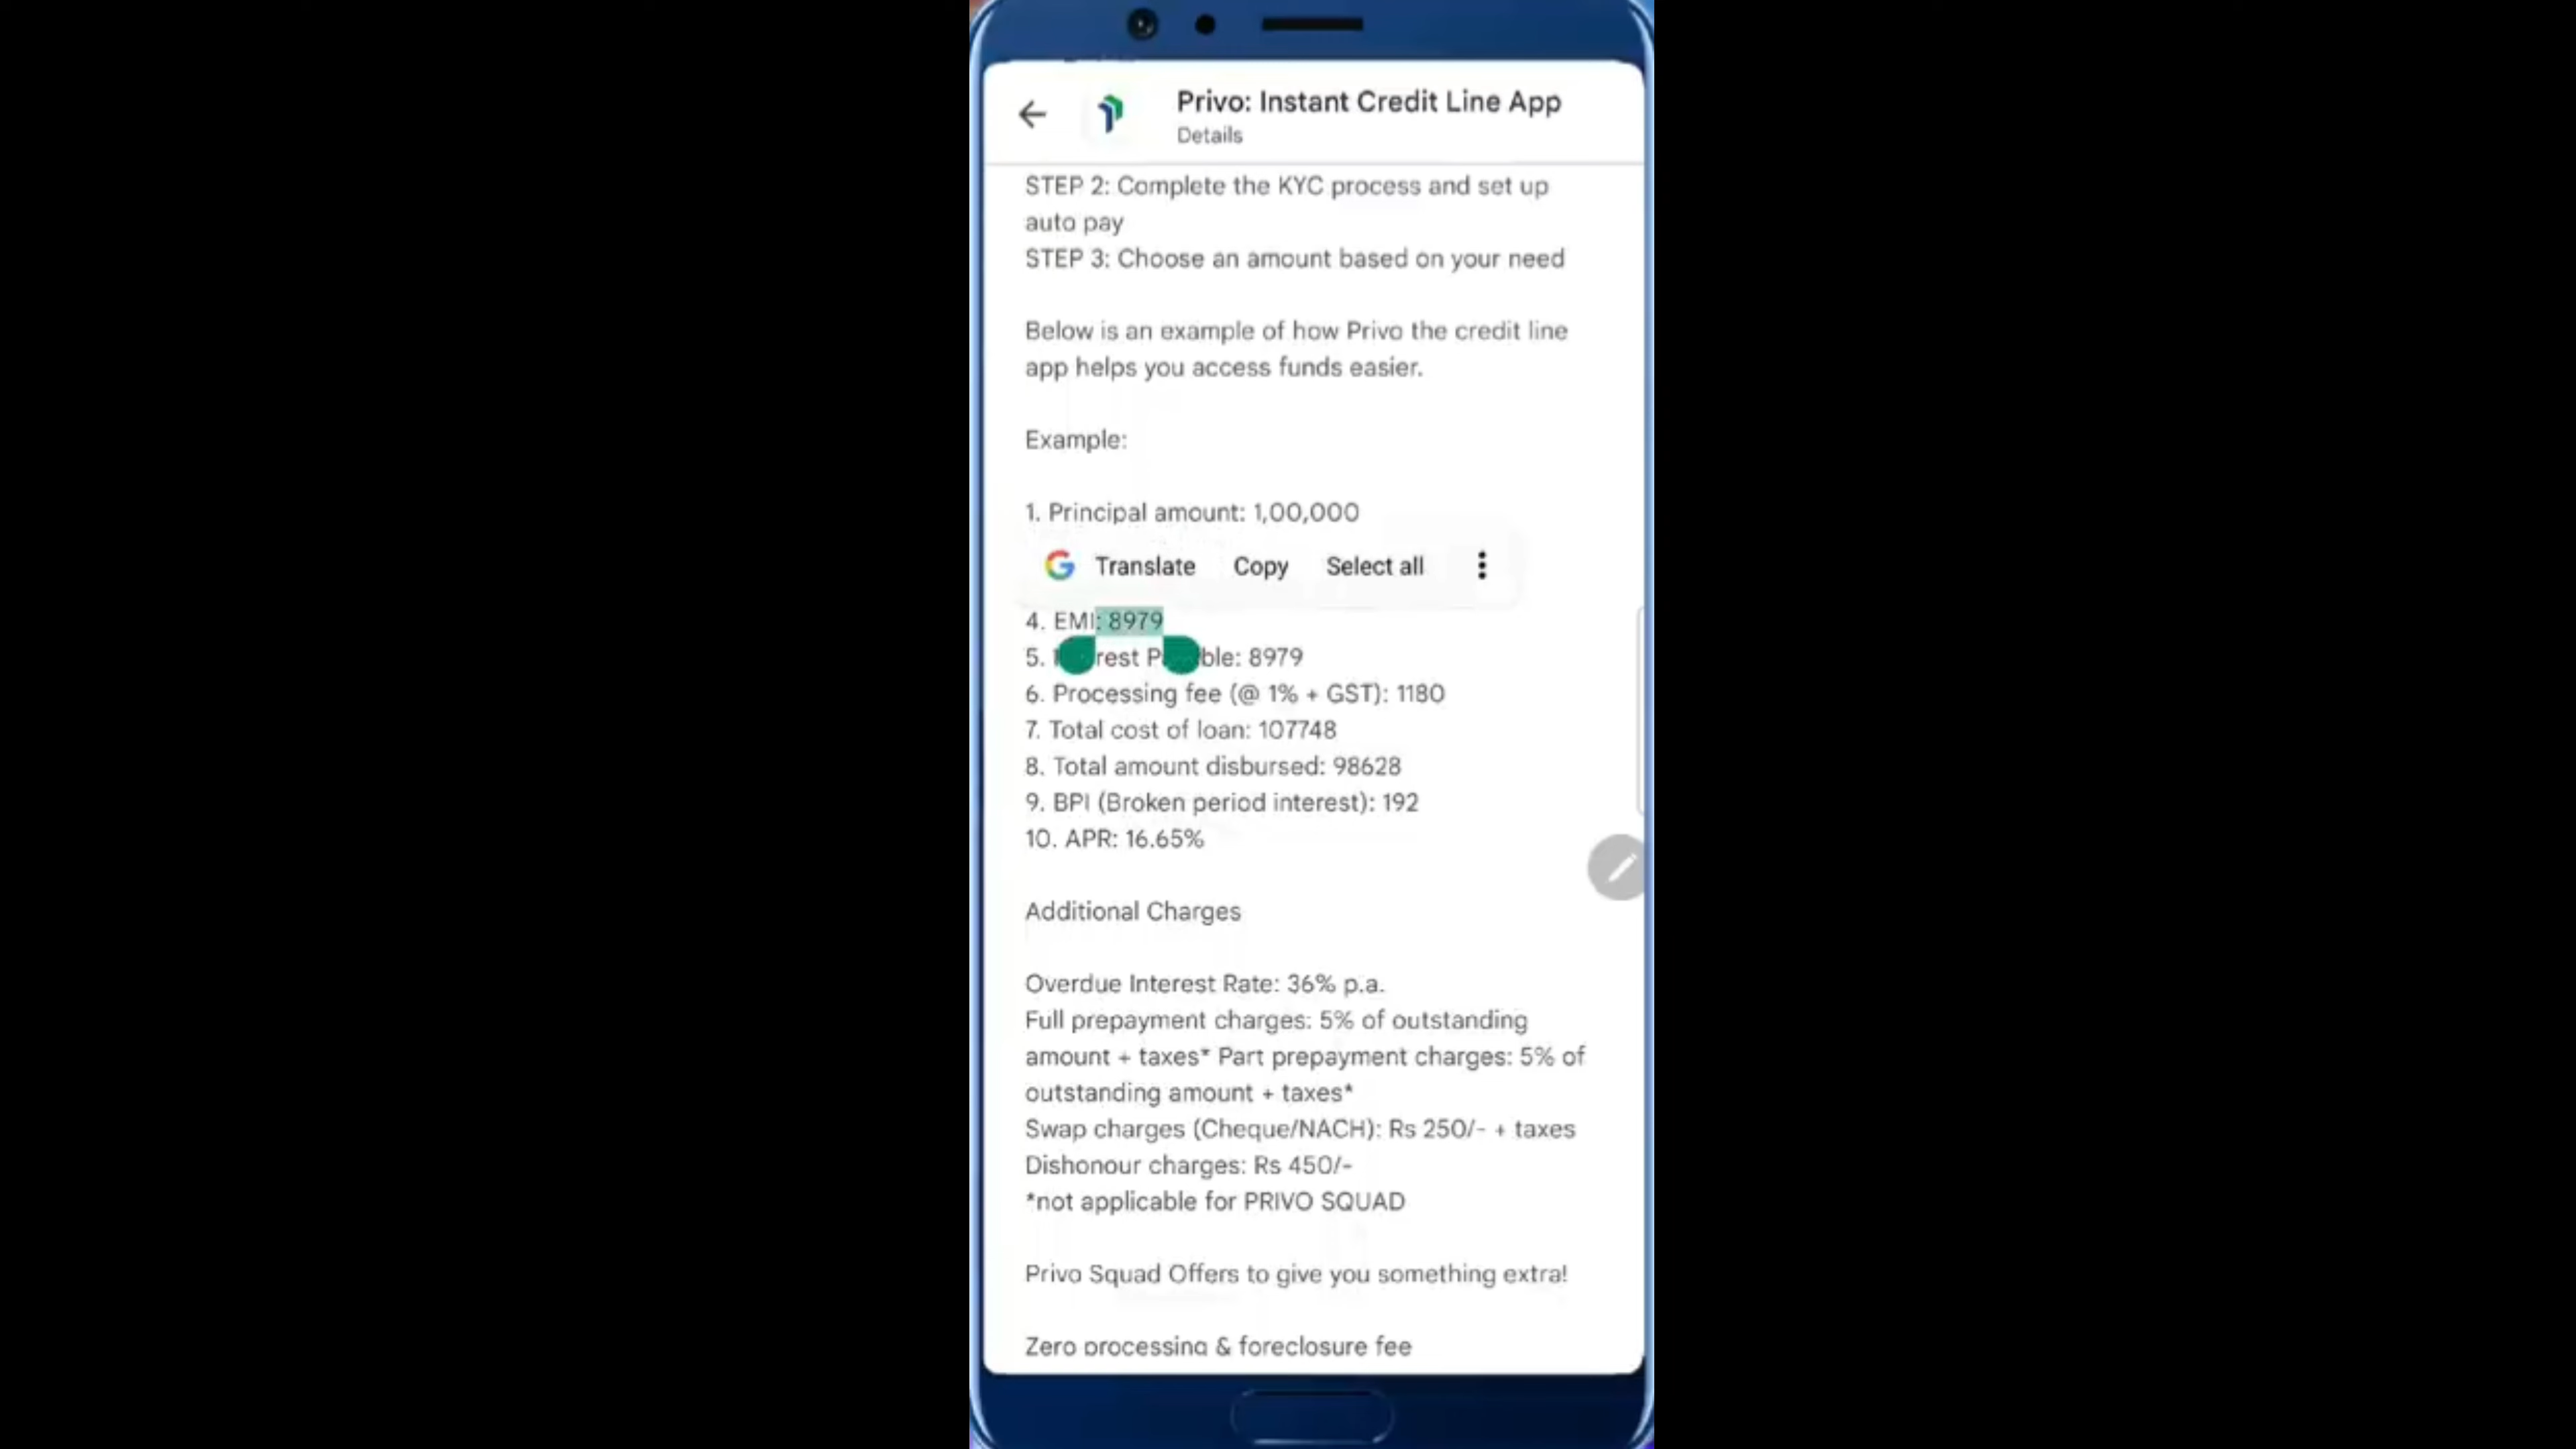 Privo: Instant Credit Line App
Details
STEP 2: Complete the KYC process and set up
auto pay
STEP 3: Choose an amount based on your need
Below is an example of how Privo the credit line
app helps you access funds easier.
Example:
1. Principal amount: 1,00,000
Translate Copy Select all
4. EMI: 8979
5. rest ble: 8979
6. Processing fee (@ 1% + GST): 1180
7. Total cost of loan: 107748
8. Total amount disbursed: 98628
9. BPI (Broken period interest): 192
10. APR: 16.65%
Additional Charges
Overdue Interest Rate: 36% p.a.
Full prepayment charges: 5% of outstanding
amount + taxes* Part prepayment charges: 5% of
outstanding amount + taxes*
Swap charges (Cheque/NACH): Rs 250/- + taxes
Dishonour charges: Rs 450/-
*not applicable for PRIVO SQUAD
Privo Squad Offers to give you something extra!
Zero processing & foreclosure fee